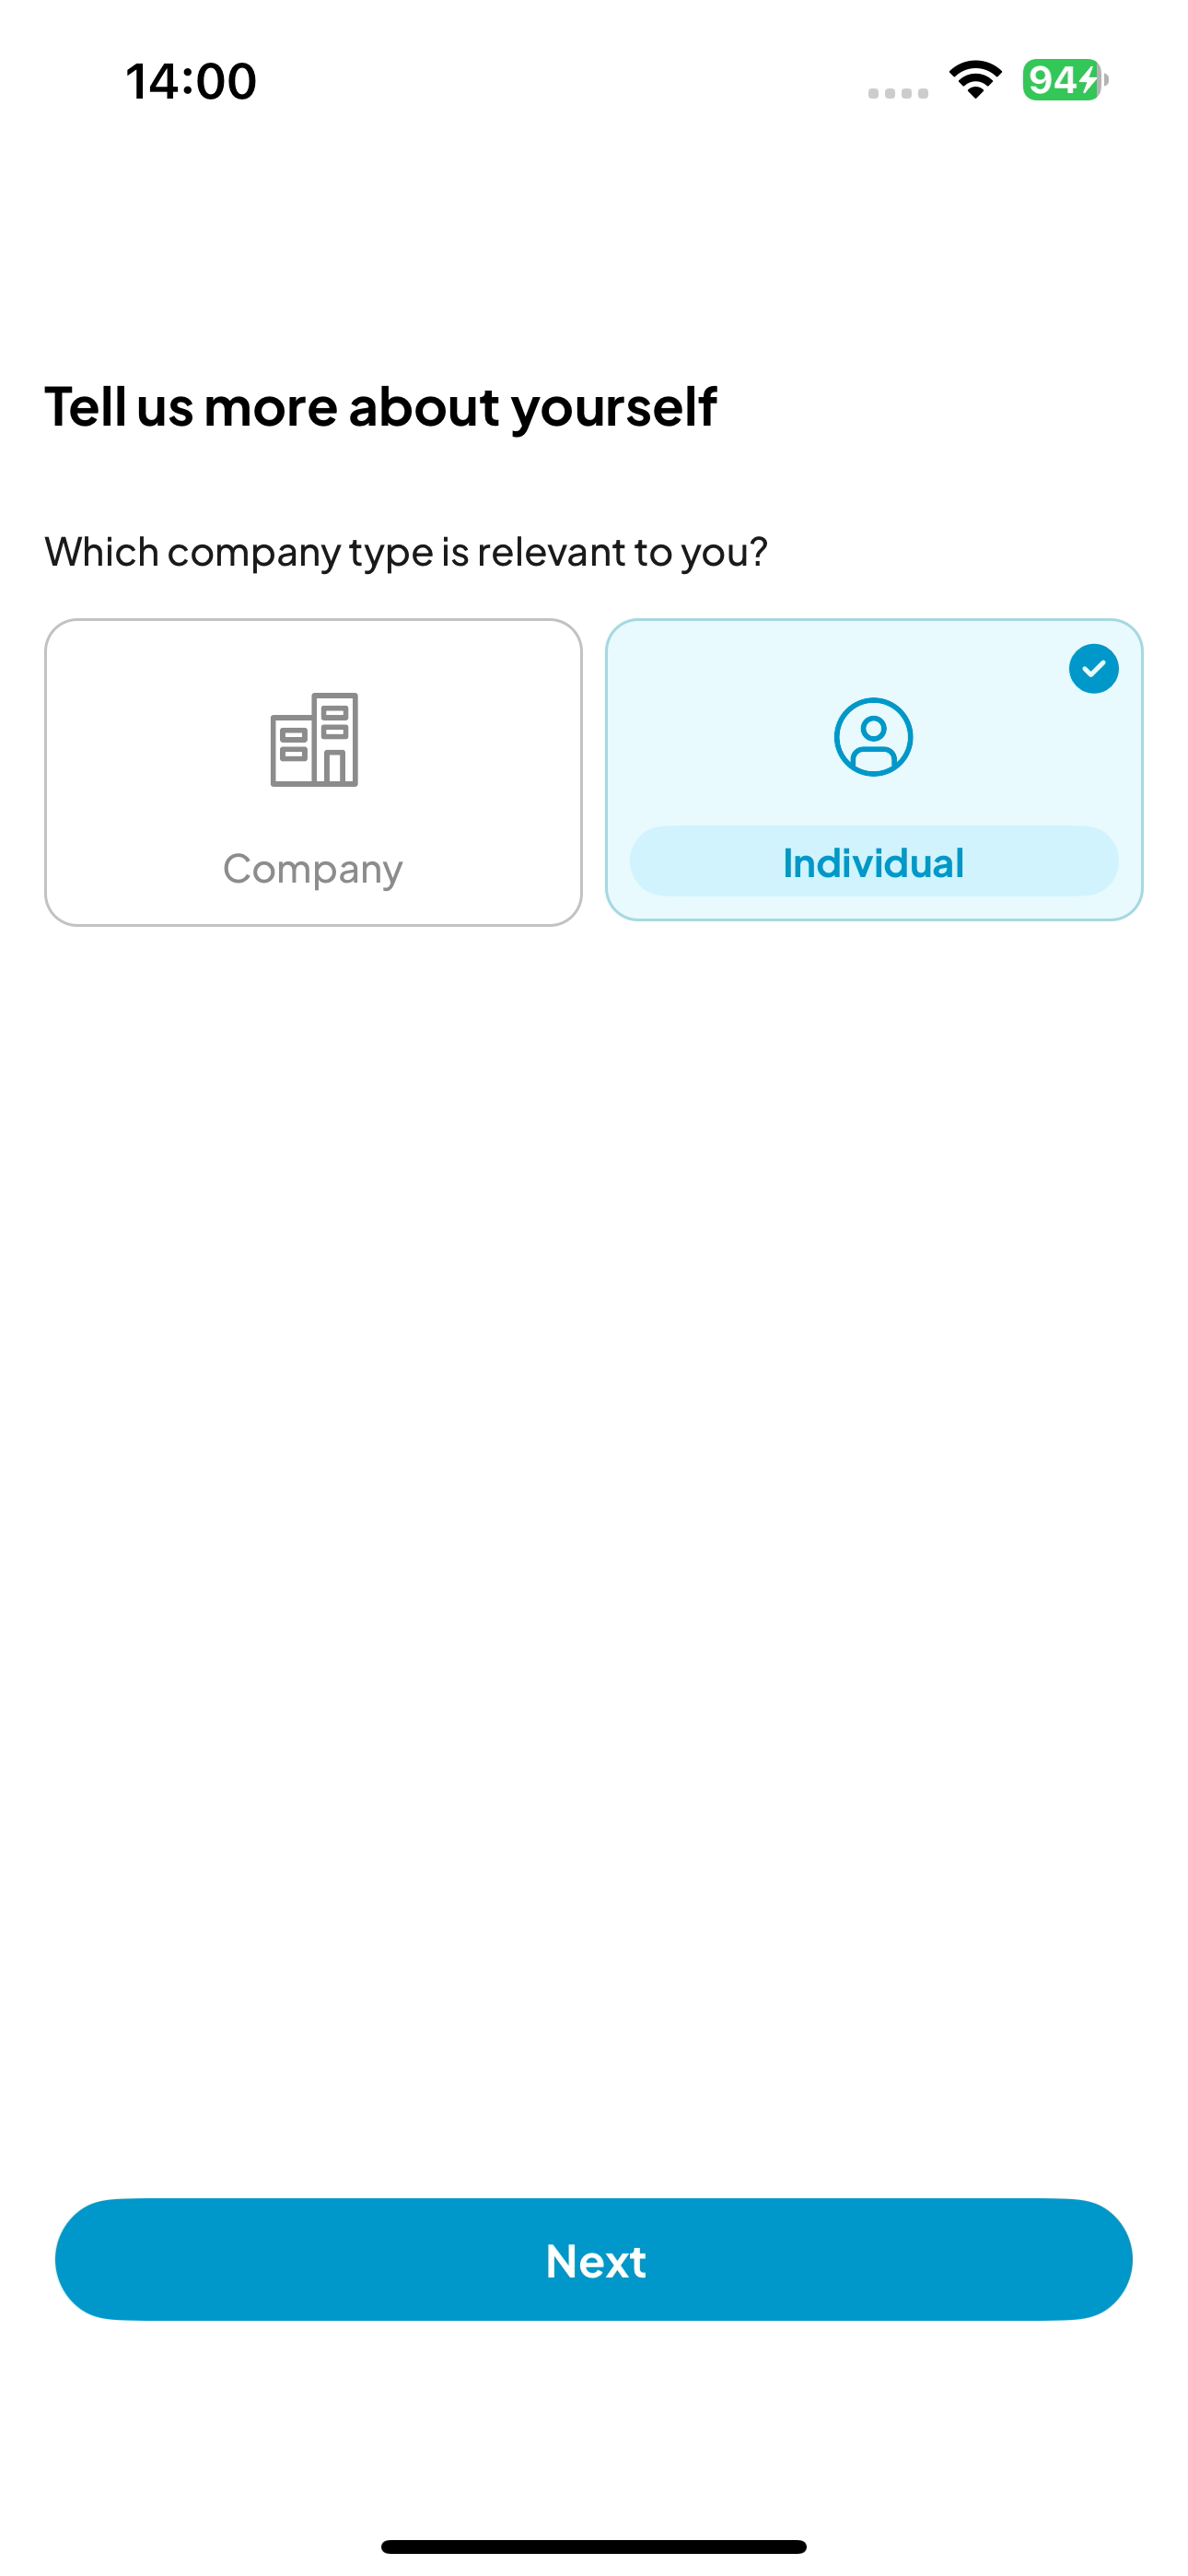 14:00
94
Tell us more about yourself
Which company type is relevant to you?
Company
Individual
Next